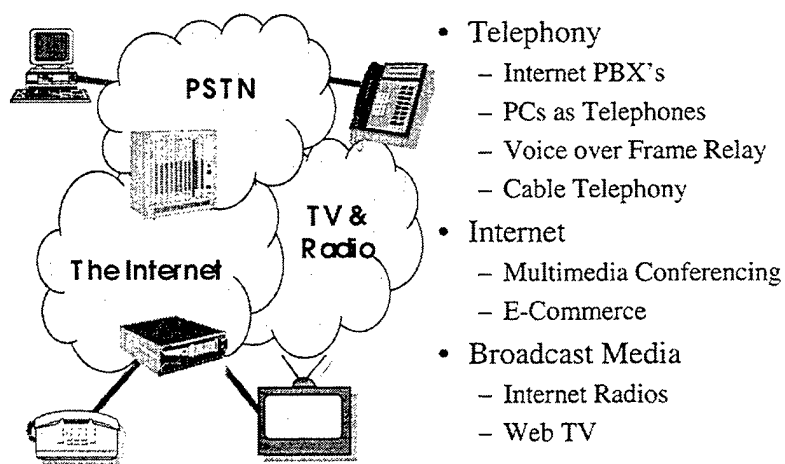 PSTN
TV &
Radio
The Internet
• Telephony
– Internet PBX's
– PCs as Telephones
– Voice over Frame Relay
– Cable Telephony
• Internet
– Multimedia Conferencing
– E-Commerce
• Broadcast Media
– Internet Radios
– Web TV